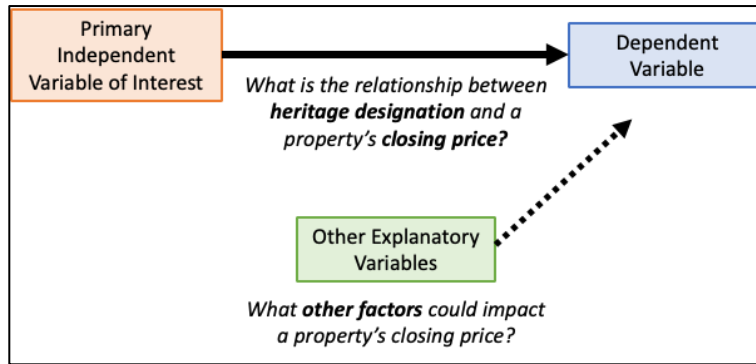 Primary
Independent
Variable of Interest
Dependent
Variable
What is the relationship between
heritage designation and a
property's closing price?
Other Explanatory
Variables
What other factors could impact
a property's closing price?